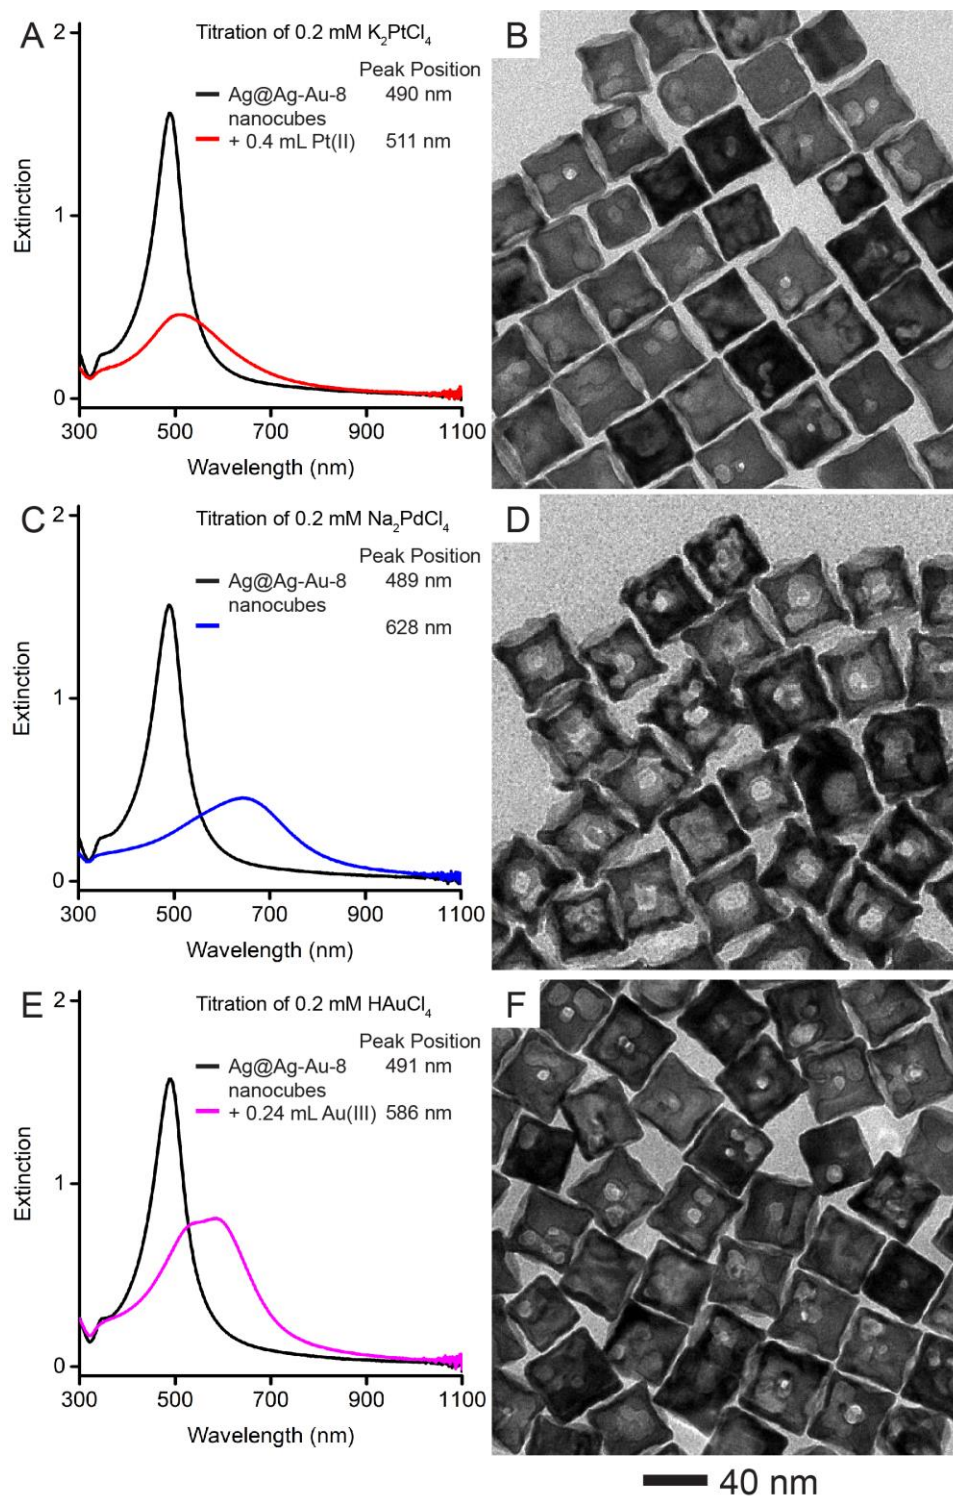 A
Titration of 0.2 mM K₂PtCl₄
Peak Position
Ag@Ag-Au-8 nanocubes 490 nm
+ 0.4 mL Pt(II) 511 nm
Extinction
2
1
0
300 500 700 900 1100
Wavelength (nm)
B
C
Titration of 0.2 mM Na₂PdCl₄
Peak Position
Ag@Ag-Au-8 nanocubes 489 nm
628 nm
Extinction
2
1
0
300 500 700 900 1100
Wavelength (nm)
D
E
Titration of 0.2 mM HAuCl₄
Peak Position
Ag@Ag-Au-8 nanocubes 491 nm
+ 0.24 mL Au(III) 586 nm
Extinction
2
1
0
300 500 700 900 1100
Wavelength (nm)
F
40 nm